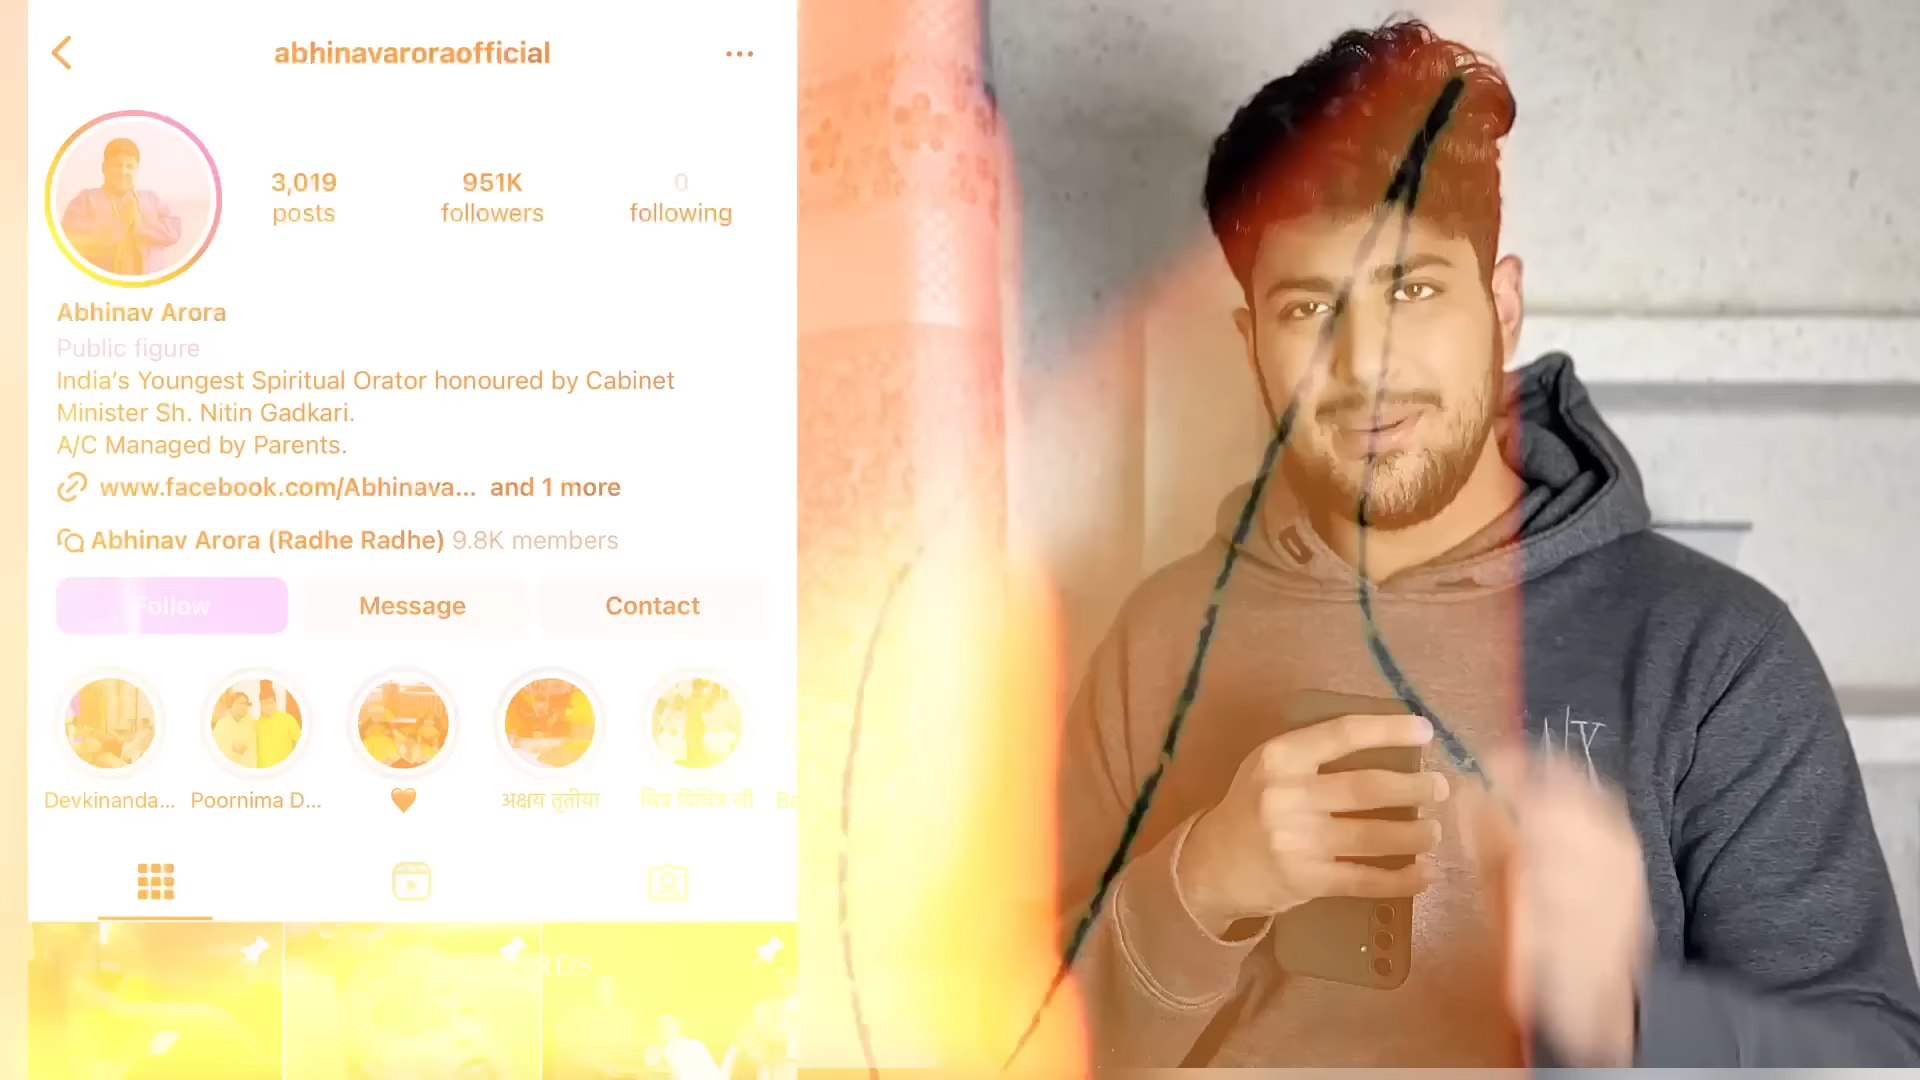 abhinavaroraofficial
3,019 951K 0
posts followers following
Abhinav Arora
Public figure
India's Youngest Spiritual Orator honoured by Cabinet
Minister Sh. Nitin Gadkari.
A/C Managed by Parents.
www.facebook.com/Abhinava... and 1 more
Abhinav Arora (Radhe Radhe) 9.8K members
Follow Message Contact
Devkinanda... Poornima D... 🧡 अक्षय तृतीया चित्र विचित्र जी